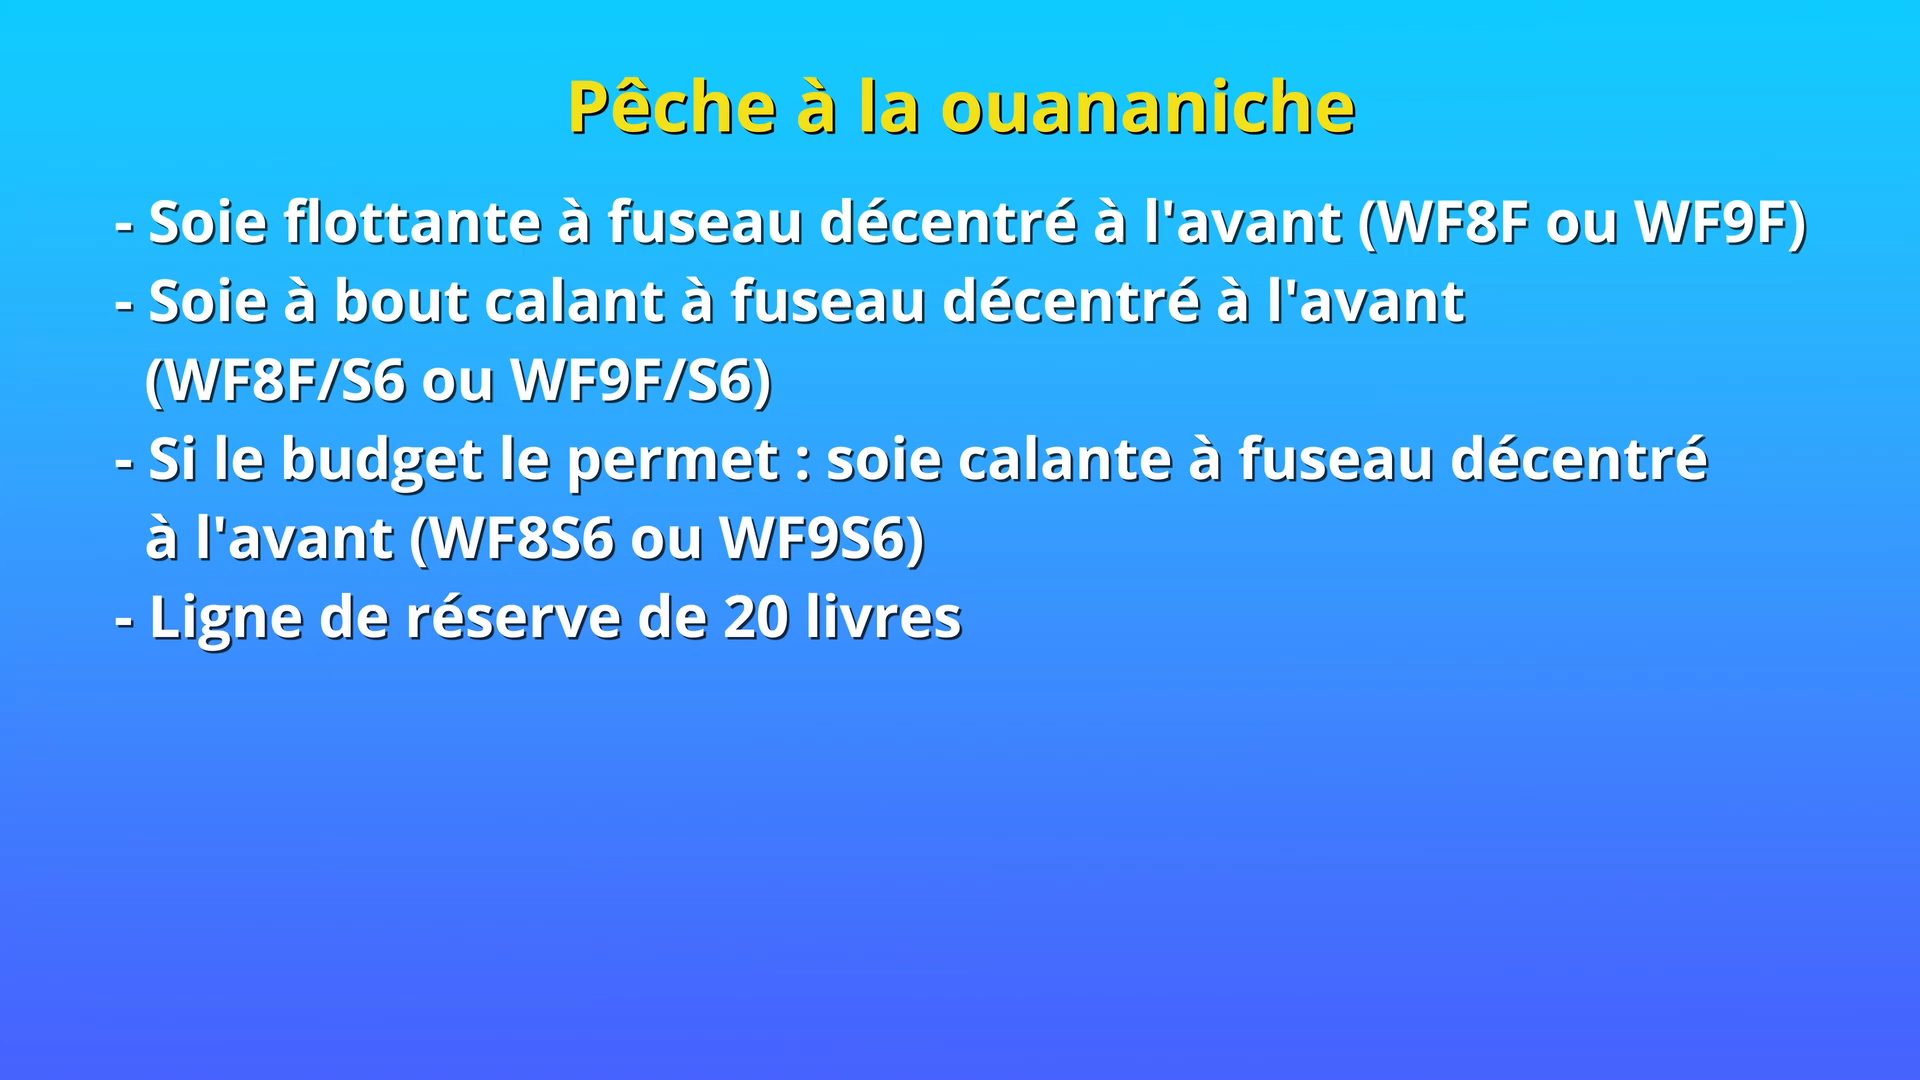 Pêche à la ouananiche
- Soie flottante à fuseau décentré à l'avant (WF8F ou WF9F)
- Soie à bout calant à fuseau décentré à l'avant
(WF8F/S6 ou WF9F/S6)
- Si le budget le permet : soie calante à fuseau décentré
à l'avant (WF8S6 ou WF9S6)
- Ligne de réserve de 20 livres